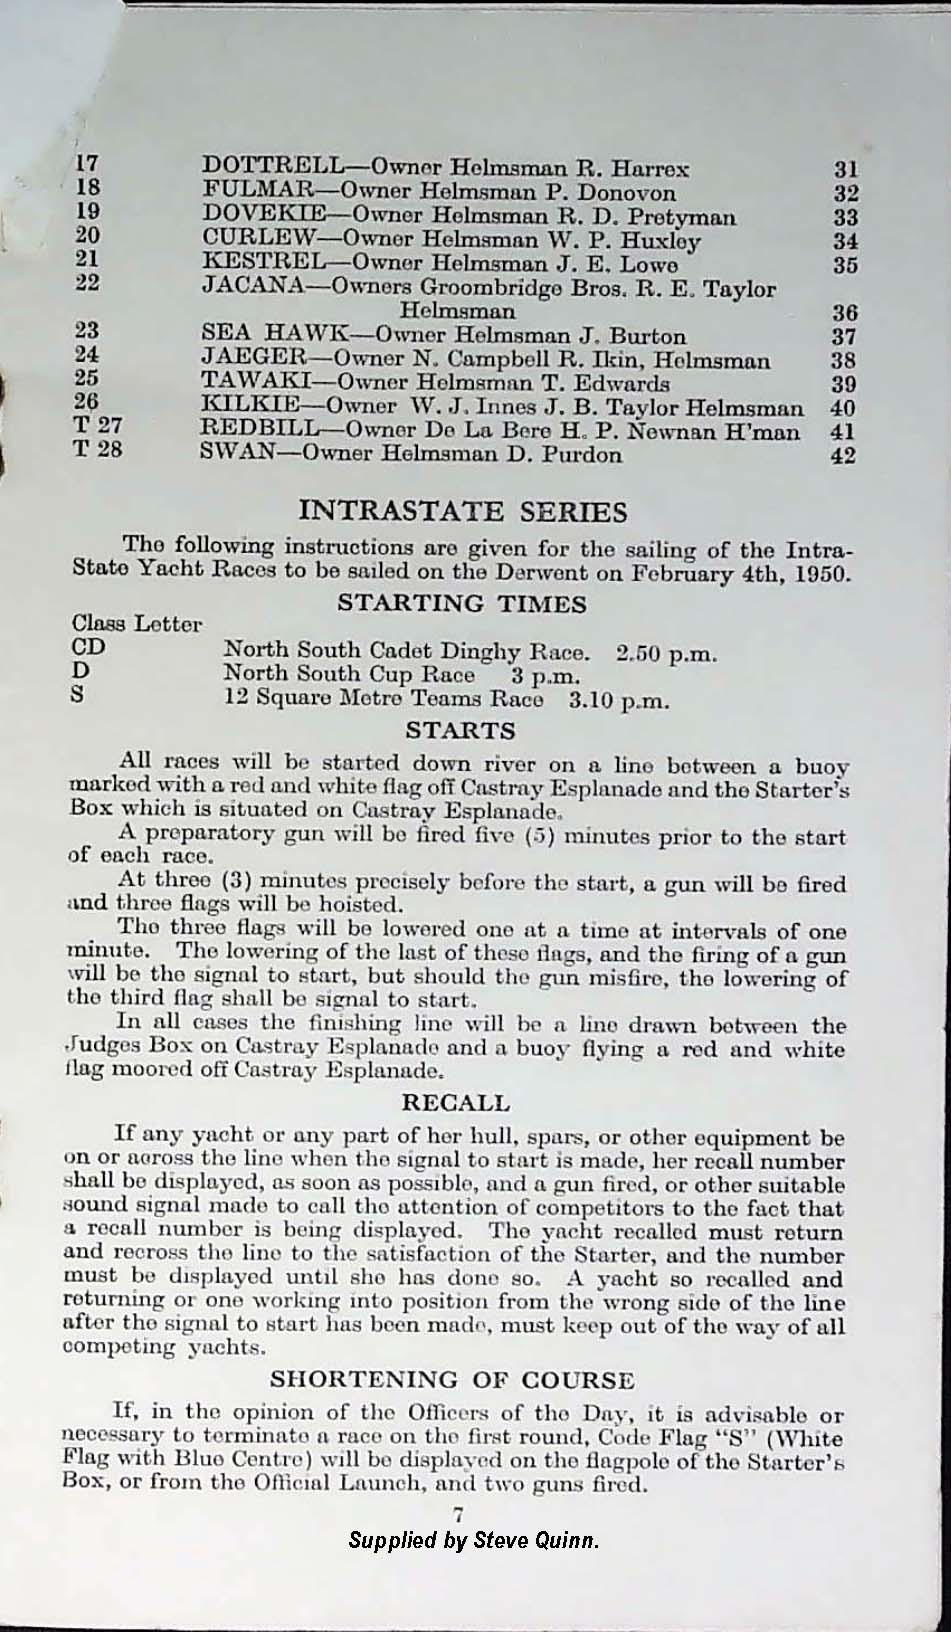 17 DOTTRELL—Owner Helmsman R. Harrex 31
18 FULMAR—Owner Helmsman P. Donovon 32
19 DOVEKIE—Owner Helmsman R. D. Pretyman 33
20 CURLEW—Owner Helmsman W. P. Huxley 34
21 KESTREL—Owner Helmsman J. E. Lowe 35
22 JACANA—Owners Groombridge Bros. R. E. Taylor
Helmsman 36
23 SEA HAWK—Owner Helmsman J. Burton 37
24 JAEGER—Owner N. Campbell R. Ikin, Helmsman 38
25 TAWAKI—Owner Helmsman T. Edwards 39
26 KILKIE—Owner W. J. Innes J. B. Taylor Helmsman 40
T 27 REDBILL—Owner De La Bere H. P. Newnan H'man 41
T 28 SWAN—Owner Helmsman D. Purdon 42
INTRASTATE SERIES
The following instructions are given for the sailing of the Intra-
State Yacht Races to be sailed on the Derwent on February 4th, 1950.
STARTING TIMES
Class Letter
CD North South Cadet Dinghy Race. 2.50 p.m.
D North South Cup Race 3 p.m.
S 12 Square Metre Teams Race 3.10 p.m.
STARTS
All races will be started down river on a line between a buoy
marked with a red and white flag off Castray Esplanade and the Starter's
Box which is situated on Castray Esplanade.
A preparatory gun will be fired five (5) minutes prior to the start
of each race.
At three (3) minutes precisely before the start, a gun will be fired
and three flags will be hoisted.
The three flags will be lowered one at a time at intervals of one
minute. The lowering of the last of these flags, and the firing of a gun
will be the signal to start, but should the gun misfire, the lowering of
the third flag shall be signal to start.
In all cases the finishing line will be a line drawn between the
Judges Box on Castray Esplanade and a buoy flying a red and white
flag moored off Castray Esplanade.
RECALL
If any yacht or any part of her hull, spars, or other equipment be
on or across the line when the signal to start is made, her recall number
shall be displayed, as soon as possible, and a gun fired, or other suitable
sound signal made to call the attention of competitors to the fact that
a recall number is being displayed. The yacht recalled must return
and recross the line to the satisfaction of the Starter, and the number
must be displayed until she has done so. A yacht so recalled and
returning or one working into position from the wrong side of the line
after the signal to start has been made, must keep out of the way of all
competing yachts.
SHORTENING OF COURSE
If, in the opinion of the Officers of the Day, it is advisable or
necessary to terminate a race on the first round, Code Flag "S" (White
Flag with Blue Centre) will be displayed on the flagpole of the Starter's
Box, or from the Official Launch, and two guns fired.
7
Supplied by Steve Quinn.